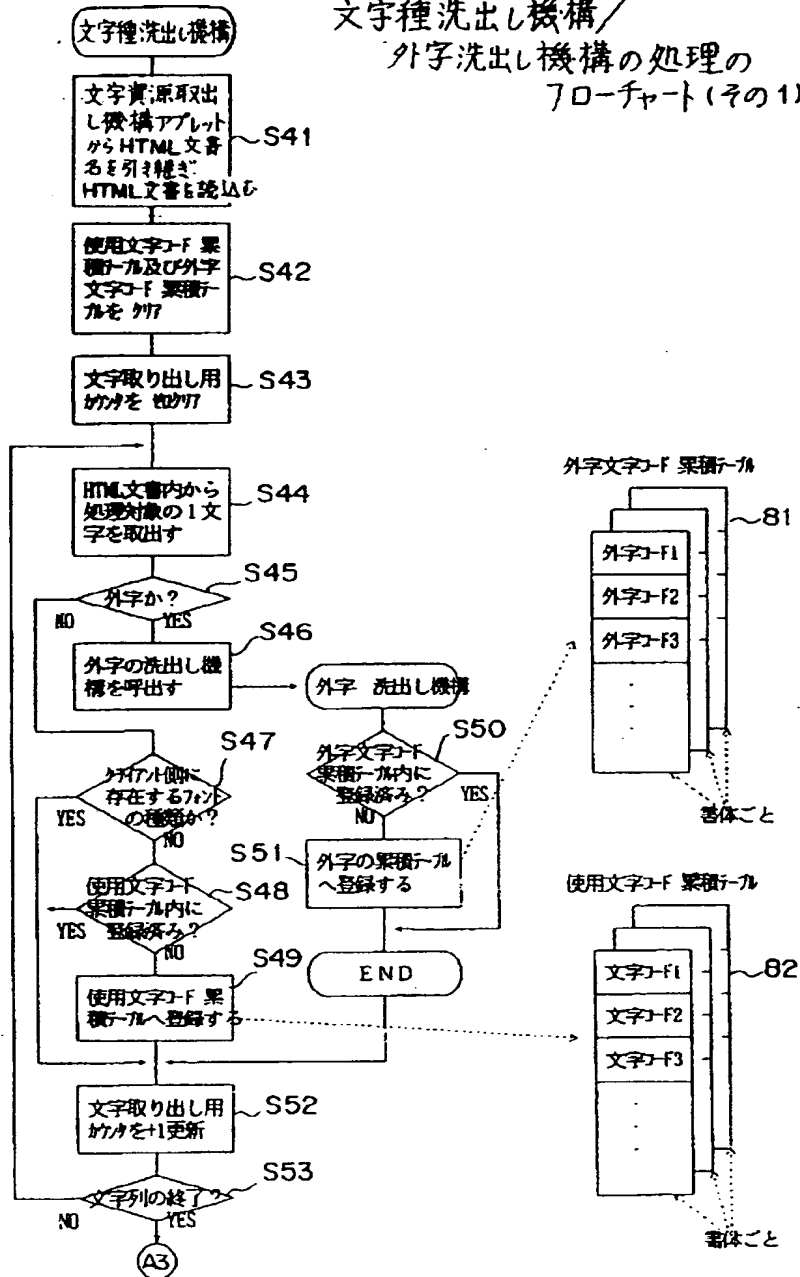 文字種洗出し機構/
外字洗出し機構の処理の
フローチャート(その1)
文字種洗出し機構
文字資源取出
し機構アプレット
からHTML文書
名を引き継ぎ
HTML文書を読込む
S41
使用文字コード 累
積テーブル及び外字
文字コード 累積テー
ブルを クリア
S42
文字取り出し用
カウンタを ゼロクリア
S43
HTML文書内から
処理対象の1文
字を取出す
S44
外字か?
S45
NO
YES
外字の洗出し機
構を呼出す
S46
クライアント側に
存在するフォント
の種類か?
S47
YES
NO
使用文字コード
累積テーブル内に
登録済み?
S48
YES
NO
使用文字コード 累
積テーブルへ登録する
S49
外字 洗出し機構
外字文字コード
累積テーブル内に
登録済み?
S50
YES
NO
外字の累積テーブル
へ登録する
S51
END
文字取り出し用
カウンタを+1更新
S52
文字列の終了?
S53
NO
YES
A3
外字文字コード 累積テーブル
81
外字コード1
外字コード2
外字コード3
書体ごと
使用文字コード 累積テーブル
82
文字コード1
文字コード2
文字コード3
書体ごと